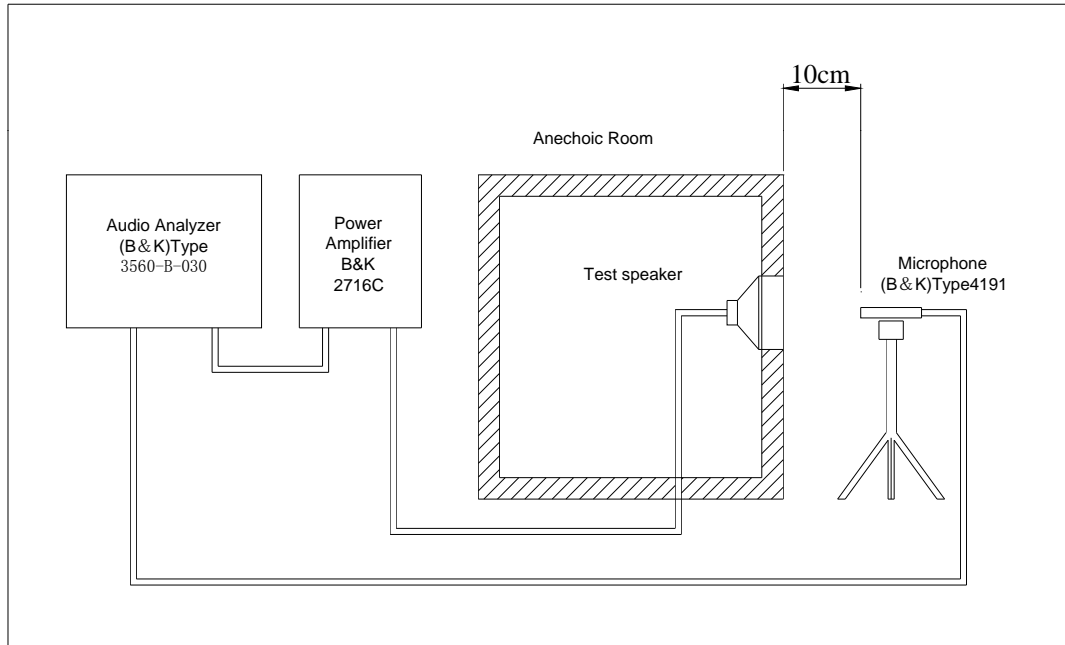 10cm
Anechoic Room
Audio Analyzer
(B&K)Type
3560-B-030
Power
Amplifier
B&K
2716C
Test speaker
Microphone
(B&K)Type4191